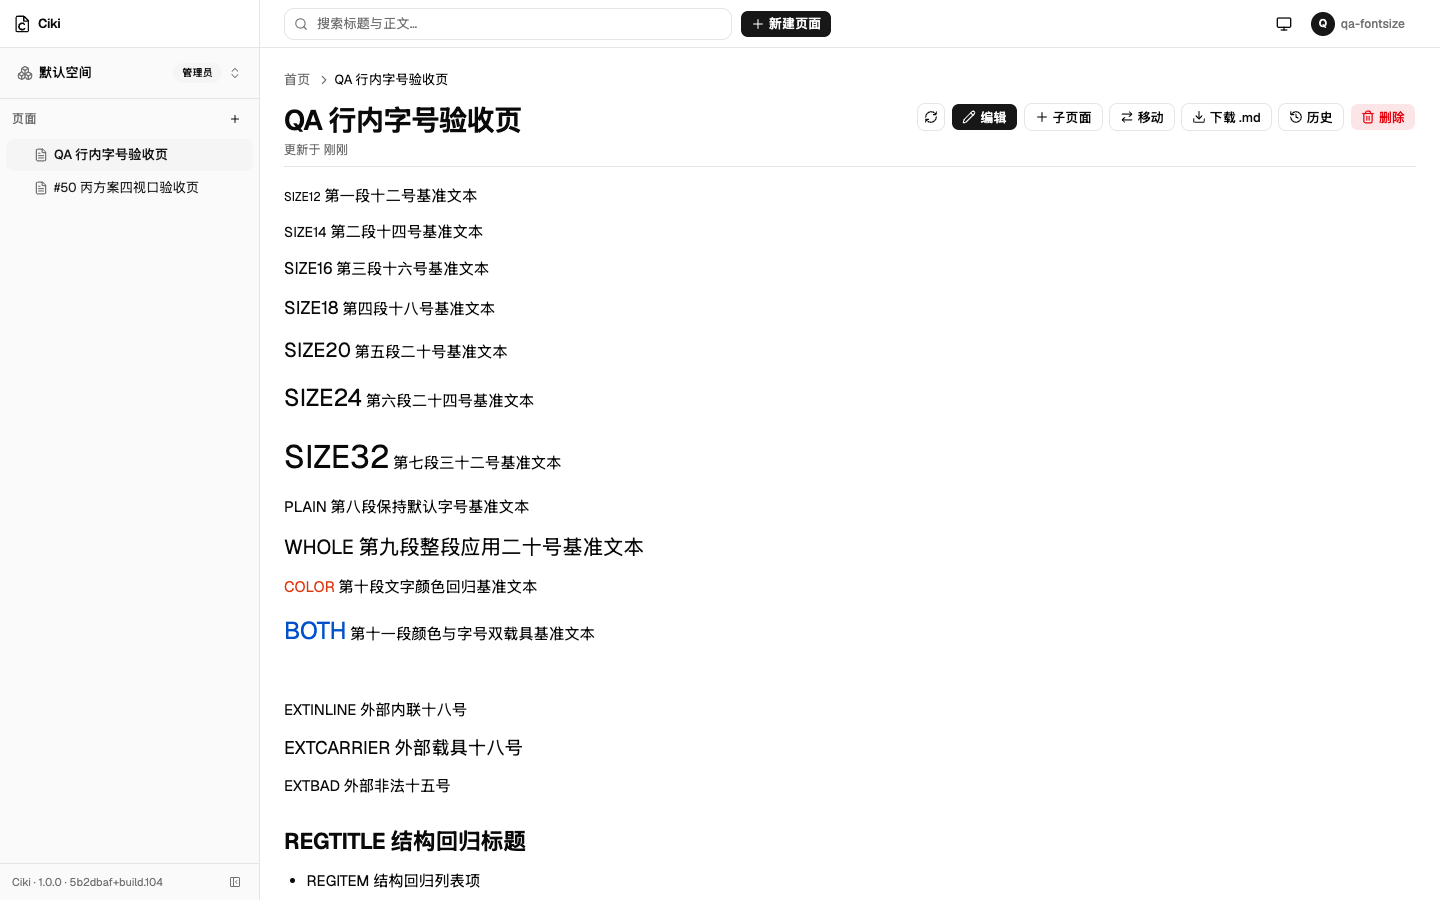 Ciki
搜索标题与正文...
新建页面
Q
qa-fontsize
默认空间
管理员
页面
QA 行内字号验收页
#50 丙方案四视口验收页
首页
QA 行内字号验收页
QA 行内字号验收页
编辑
子页面
移动
下载 .md
历史
删除
更新于 刚刚
SIZE12 第一段十二号基准文本
SIZE14 第二段十四号基准文本
SIZE16 第三段十六号基准文本
SIZE18 第四段十八号基准文本
SIZE20 第五段二十号基准文本
SIZE24 第六段二十四号基准文本
SIZE32 第七段三十二号基准文本
PLAIN 第八段保持默认字号基准文本
WHOLE 第九段整段应用二十号基准文本
COLOR 第十段文字颜色回归基准文本
BOTH 第十一段颜色与字号双载具基准文本
EXTINLINE 外部内联十八号
EXTCARRIER 外部载具十八号
EXTBAD 外部非法十五号
REGTITLE 结构回归标题
• REGITEM 结构回归列表项
Ciki · 1.0.0 · 5b2dbaf+build.104